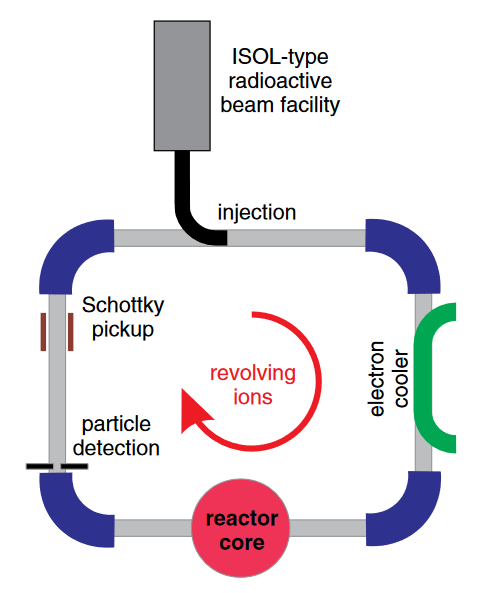 ISOL-type
radioactive
beam facility
injection
Schottky
pickup
revolving
ions
electron
cooler
particle
detection
reactor
core